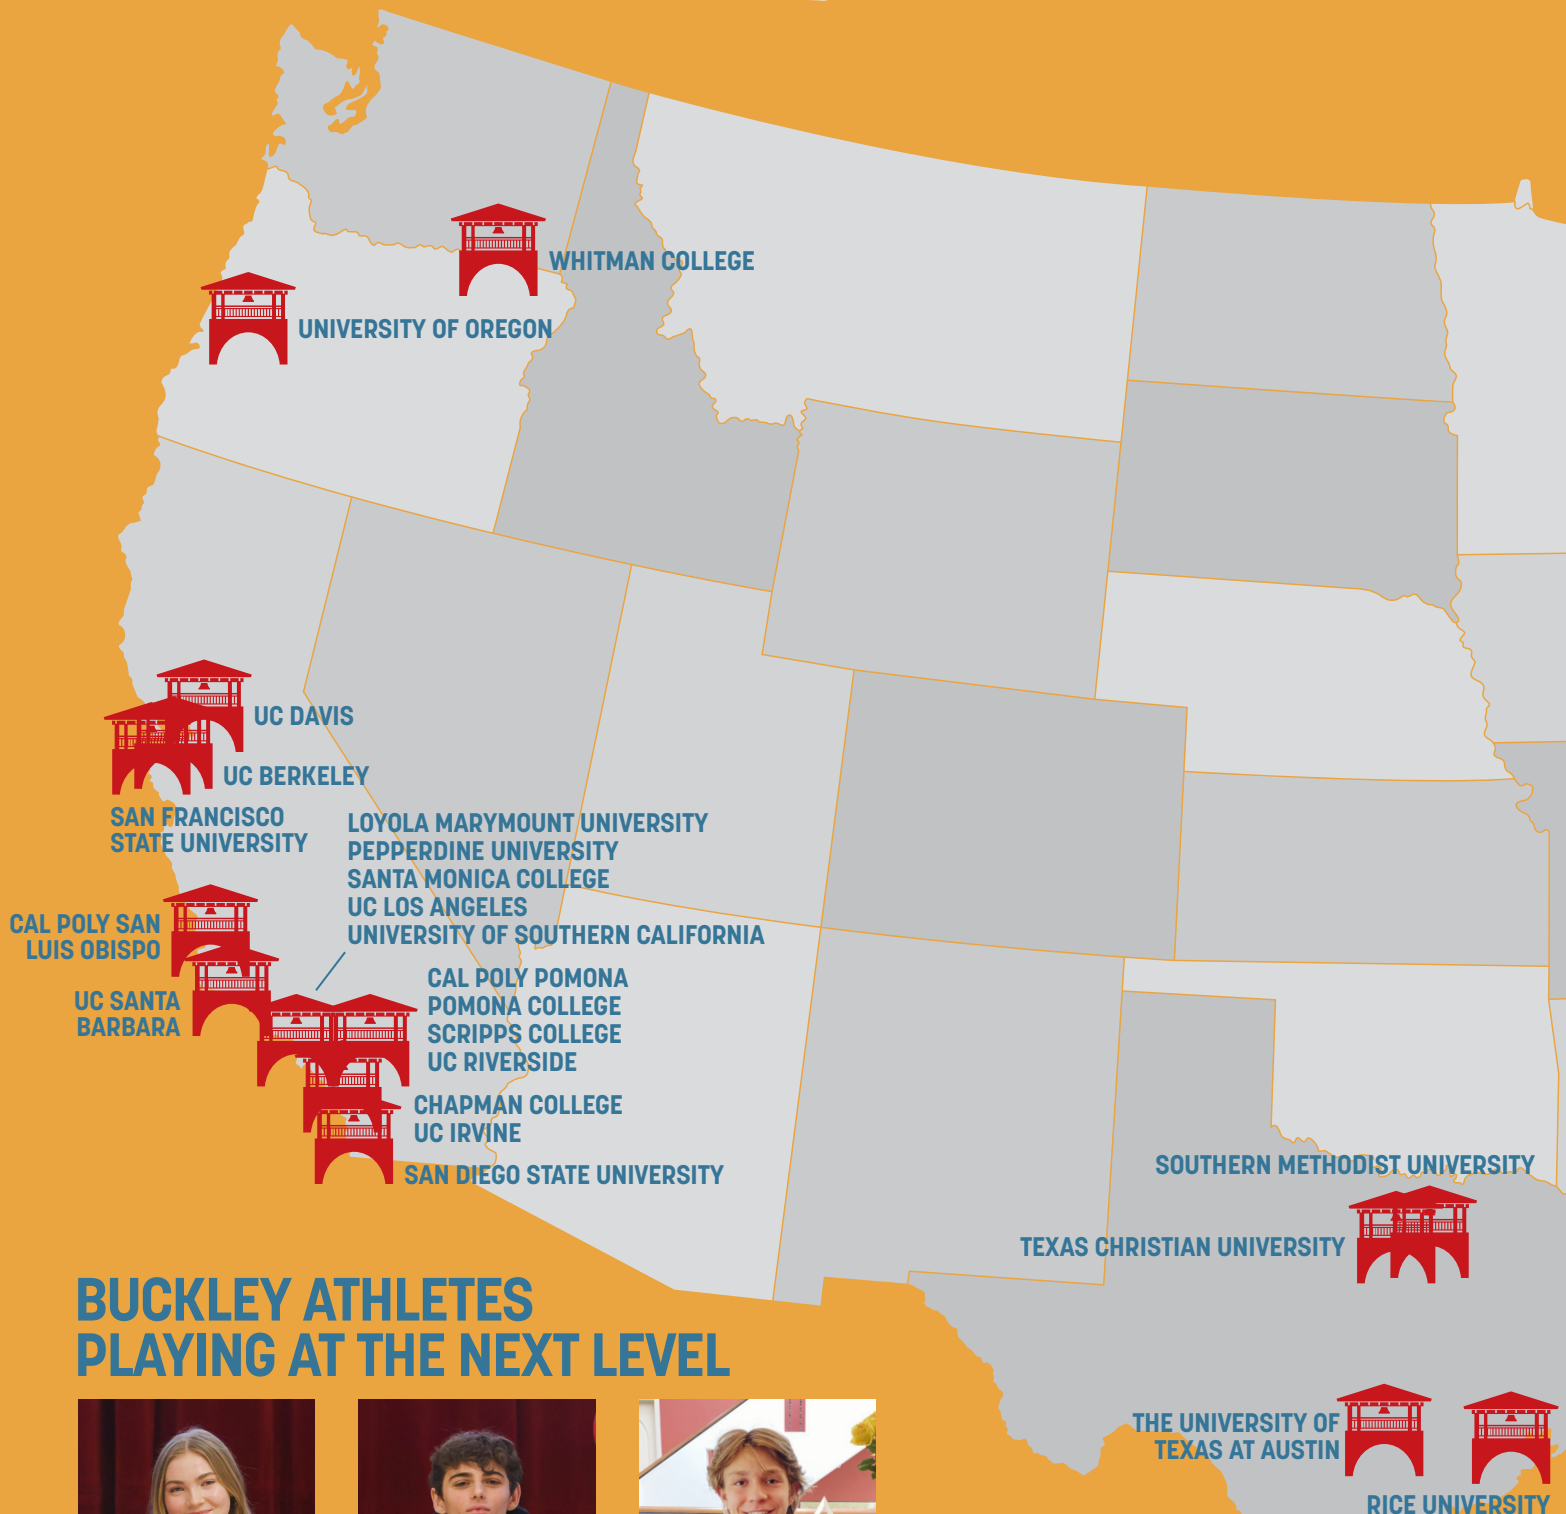 WHITMAN COLLEGE
UNIVERSITY OF OREGON
UC DAVIS
UC BERKELEY
SAN FRANCISCO
STATE UNIVERSITY
LOYOLA MARYMOUNT UNIVERSITY
PEPPERDINE UNIVERSITY
SANTA MONICA COLLEGE
UC LOS ANGELES
UNIVERSITY OF SOUTHERN CALIFORNIA
CAL POLY SAN
LUIS OBISPO
UC SANTA
BARBARA
CAL POLY POMONA
POMONA COLLEGE
SCRIPPS COLLEGE
UC RIVERSIDE
CHAPMAN COLLEGE
UC IRVINE
SAN DIEGO STATE UNIVERSITY
SOUTHERN METHODIST UNIVERSITY
TEXAS CHRISTIAN UNIVERSITY
THE UNIVERSITY OF
TEXAS AT AUSTIN
RICE UNIVERSITY
BUCKLEY ATHLETES
PLAYING AT THE NEXT LEVEL